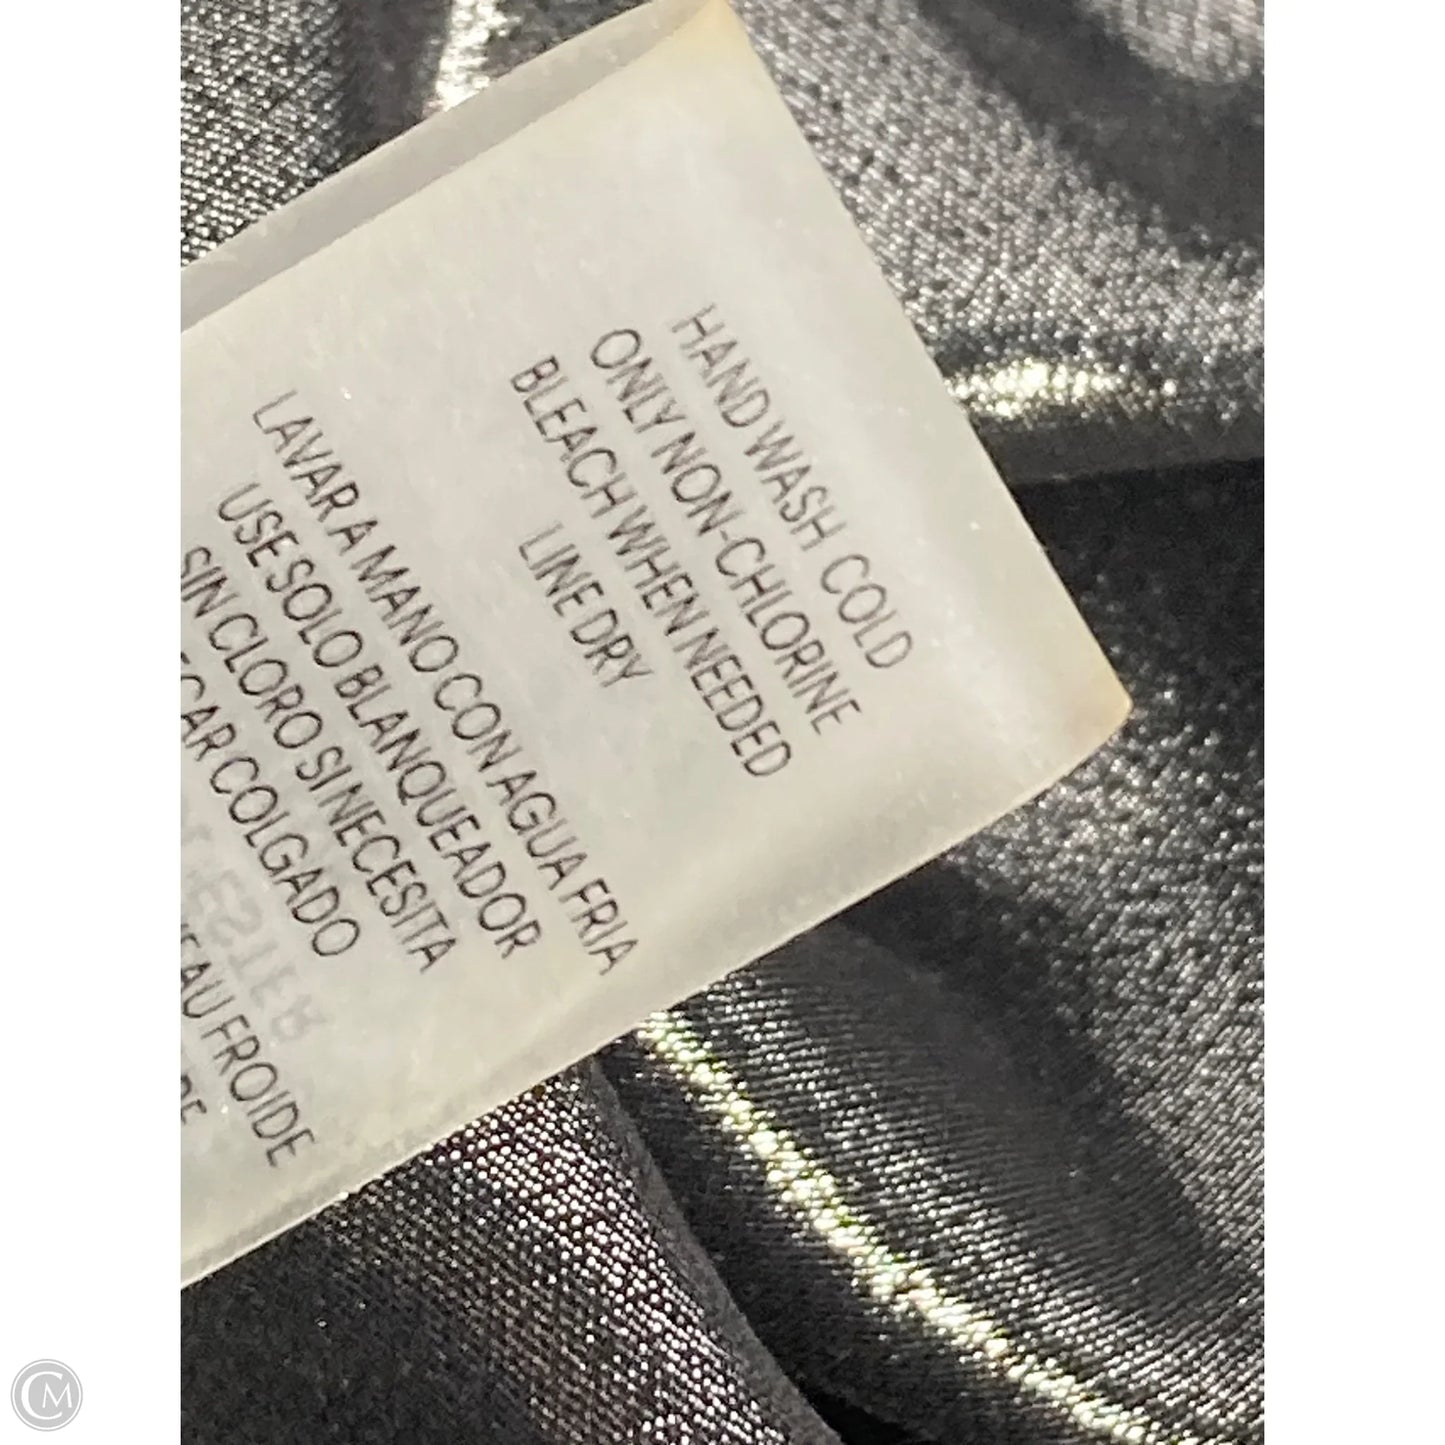 HAND WASH COLD
ONLY NON-CHLORINE
BLEACH WHEN NEEDED
LINE DRY
LAVAR A MANO CON AGUA FRIA
USE SOLO BLANQUEADOR
SIN CLORO SI NECESITA
COLGADO
FROIDE
CM